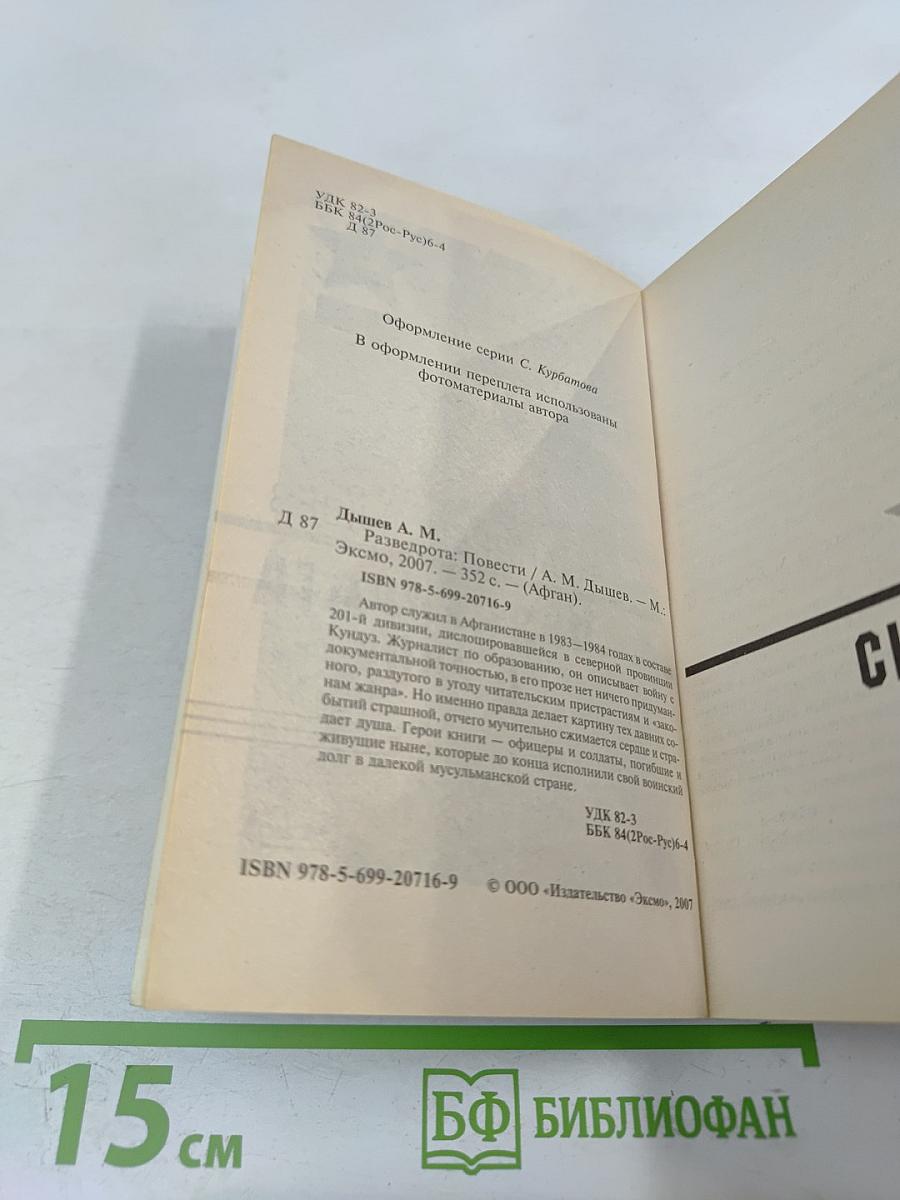 УДК 82-3
ББК 84(2Рос-Рус)6-4
Д 87
Оформление серии С. Курбатова
В оформлении переплета использованы
фотоматериалы автора
Дышев А. М.
Д 87 Разведрота: Повести / А. М. Дышев. — М.:
Эксмо, 2007. — 352 с. — (Афган).
ISBN 978-5-699-20716-9
Автор служил в Афганистане в 1983—1984 годах в составе
201-й дивизии, дислоцировавшейся в северной провинции
Кундуз. Журналист по образованию, он описывает войну с
документальной точностью, в его прозе нет ничего придуман-
ного, раздутого в угоду читательским пристрастиям и «зако-
нам жанра». Но именно правда делает картину тех давних со-
бытий страшной, отчего мучительно сжимается сердце и стра-
дает душа. Герои книги — офицеры и солдаты, погибшие и
живущие ныне, которые до конца исполнили свой воинский
долг в далекой мусульманской стране.
УДК 82-3
ББК 84(2Рос-Рус)6-4
ISBN 978-5-699-20716-9 © ООО «Издательство «Эксмо», 2007
15 см
БФ БИБЛИОФАН